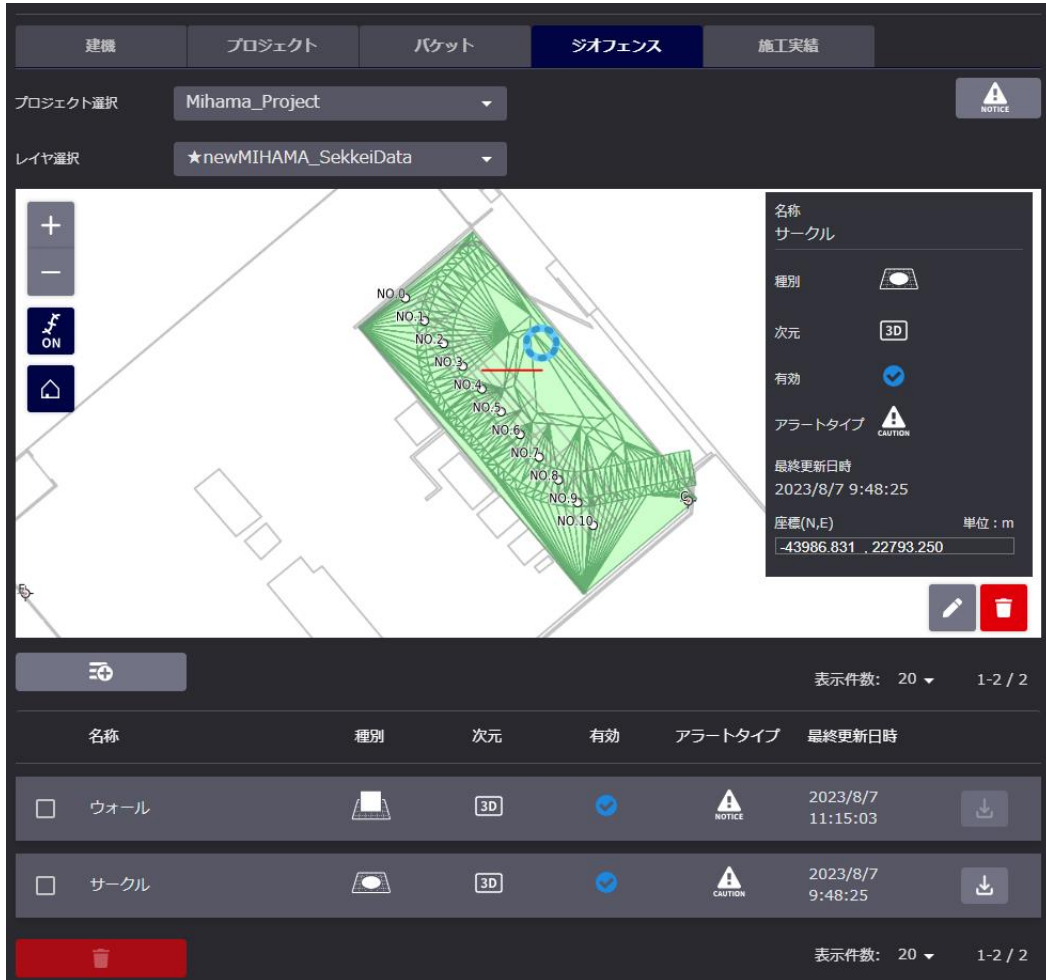 建機 プロジェクト バケット ジオフェンス 施工実績
プロジェクト選択 Mihama_Project
NOTICE
レイヤ選択 ★newMIHAMA_SekkeiData
ON
NO.0
NO.1
NO.2
NO.3
NO.4
NO.5
NO.6
NO.7
NO.8
NO.9
NO.10
名称
サークル
種別
次元 3D
有効
アラートタイプ CAUTION
最終更新日時
2023/8/7 9:48:25
座標(N,E) 単位:m
-43986.831 , 22793.250
表示件数: 20 1-2 / 2
名称 種別 次元 有効 アラートタイプ 最終更新日時
ウォール 3D NOTICE 2023/8/7
11:15:03
サークル 3D CAUTION 2023/8/7
9:48:25
表示件数: 20 1-2 / 2